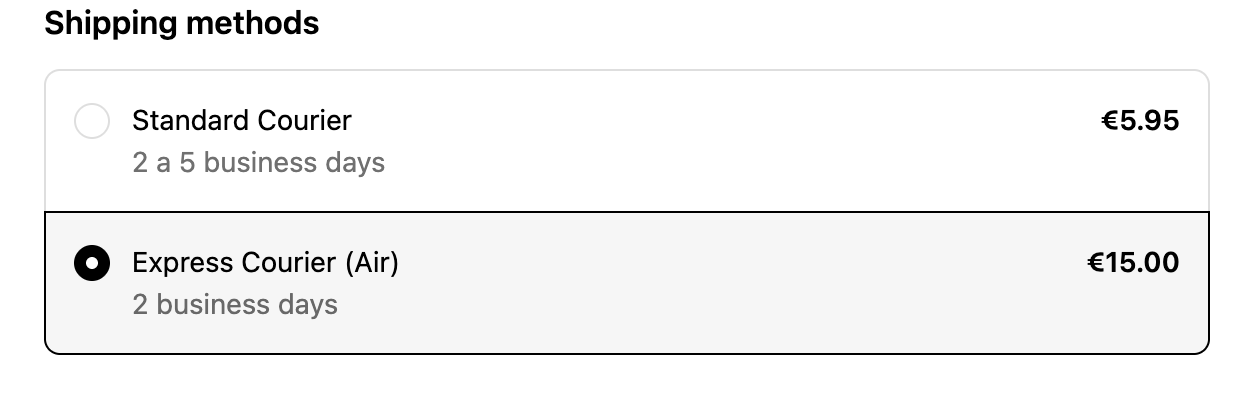 Shipping methods
Standard Courier €5.95
2 a 5 business days
Express Courier (Air) €15.00
2 business days